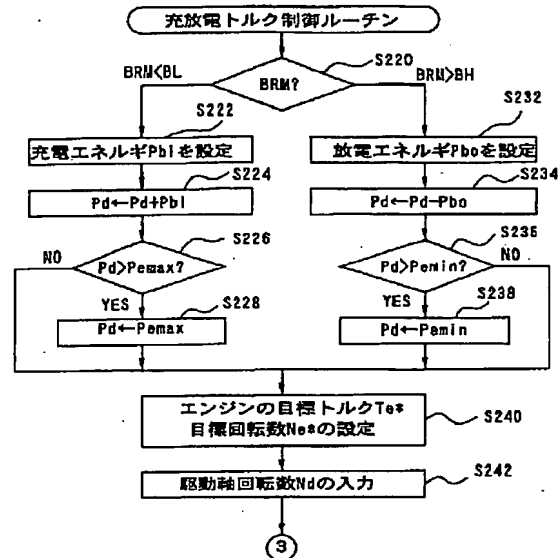 充放電トルク制御ルーチン
S220
BRM<BL
BRM?
BRM>BH
S222
S232
充電エネルギPbiを設定
放電エネルギPboを設定
S224
S234
Pd←Pd+Pbi
Pd←Pd-Pbo
S226
S236
NO
Pd>Pemax?
Pd>Pemin?
NO
YES
S228
YES
S238
Pd←Pemax
Pd←Pemin
エンジンの目標トルクTe*
目標回転数Ne*の設定
S240
S242
駆動軸回転数Ndの入力
3